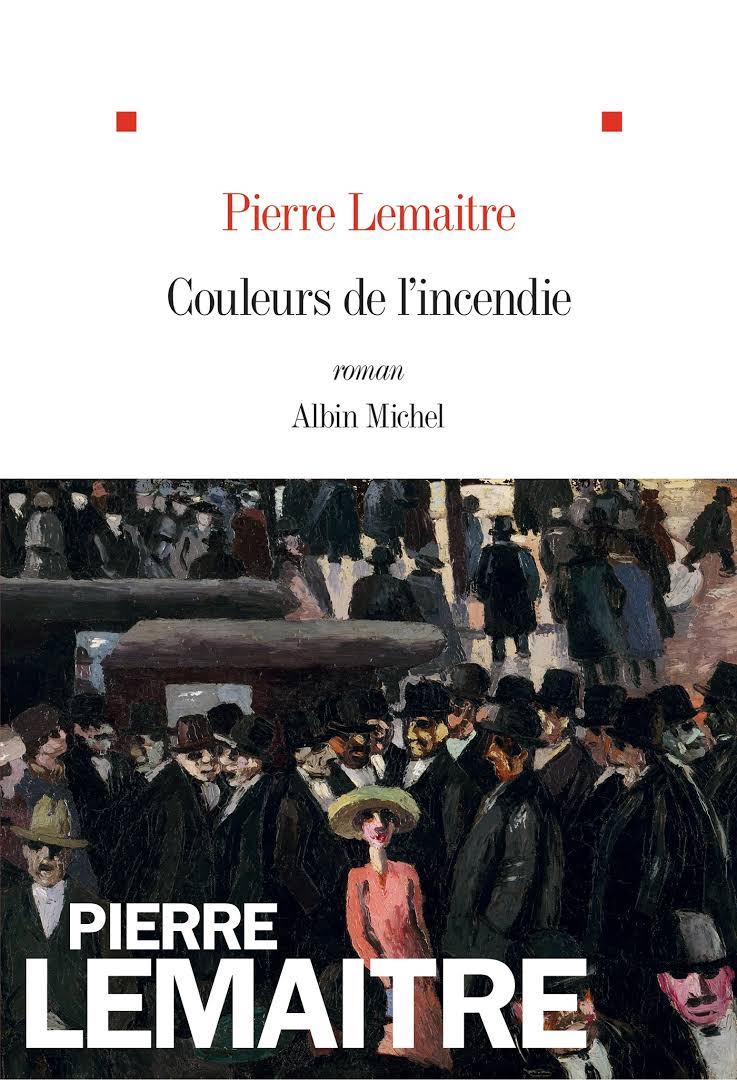 Pierre Lemaitre
Couleurs de l’incendie
roman
Albin Michel
PIERRE
LEMAITRE